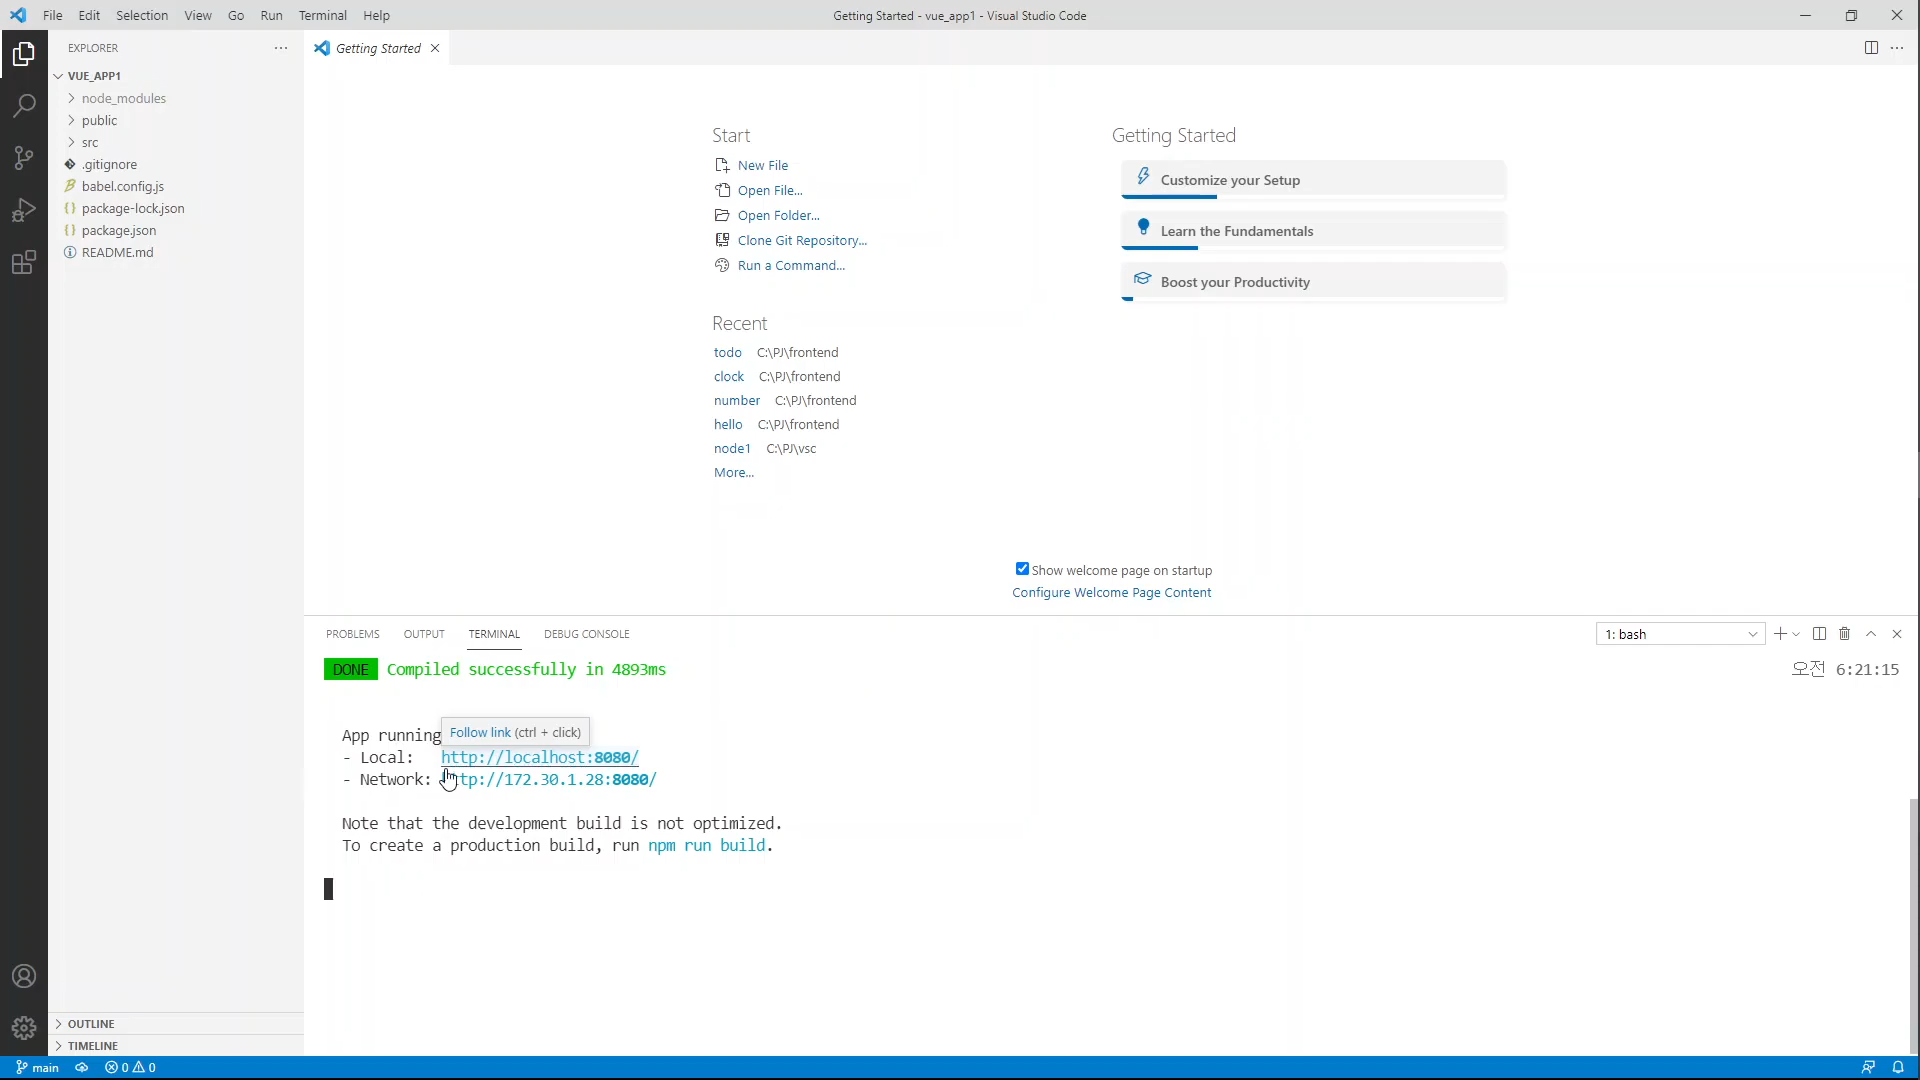 File Edit Selection View Go Run Terminal Help
Getting Started - vue_app1 - Visual Studio Code
EXPLORER
VUE_APP1
node_modules
public
src
.gitignore
babel.config.js
package-lock.json
package.json
README.md
OUTLINE
TIMELINE
Getting Started
Start
New File
Open File...
Open Folder...
Clone Git Repository...
Run a Command...
Recent
todo C:\PJ\frontend
clock C:\PJ\frontend
number C:\PJ\frontend
hello C:\PJ\frontend
node1 C:\PJ\vsc
More...
Getting Started
Customize your Setup
Learn the Fundamentals
Boost your Productivity
Show welcome page on startup
Configure Welcome Page Content
PROBLEMS OUTPUT TERMINAL DEBUG CONSOLE
1: bash
DONE Compiled successfully in 4893ms 오전 6:21:15
App running
Follow link (ctrl + click)
- Local: http://localhost:8080/
- Network: http://172.30.1.28:8080/
Note that the development build is not optimized.
To create a production build, run npm run build.
main 0 0